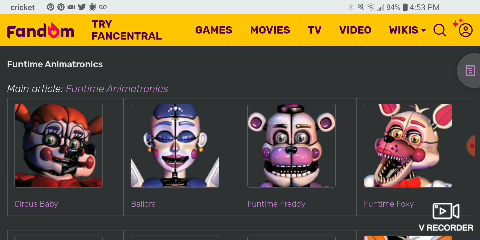 cricket 94% 4:53 PM
Fandom TRY FANCENTRAL GAMES MOVIES TV VIDEO WIKIS
Funtime Animatronics
Main article: Funtime Animatronics
Circus Baby Ballora Funtime Freddy Funtime Foxy
V RECORDER